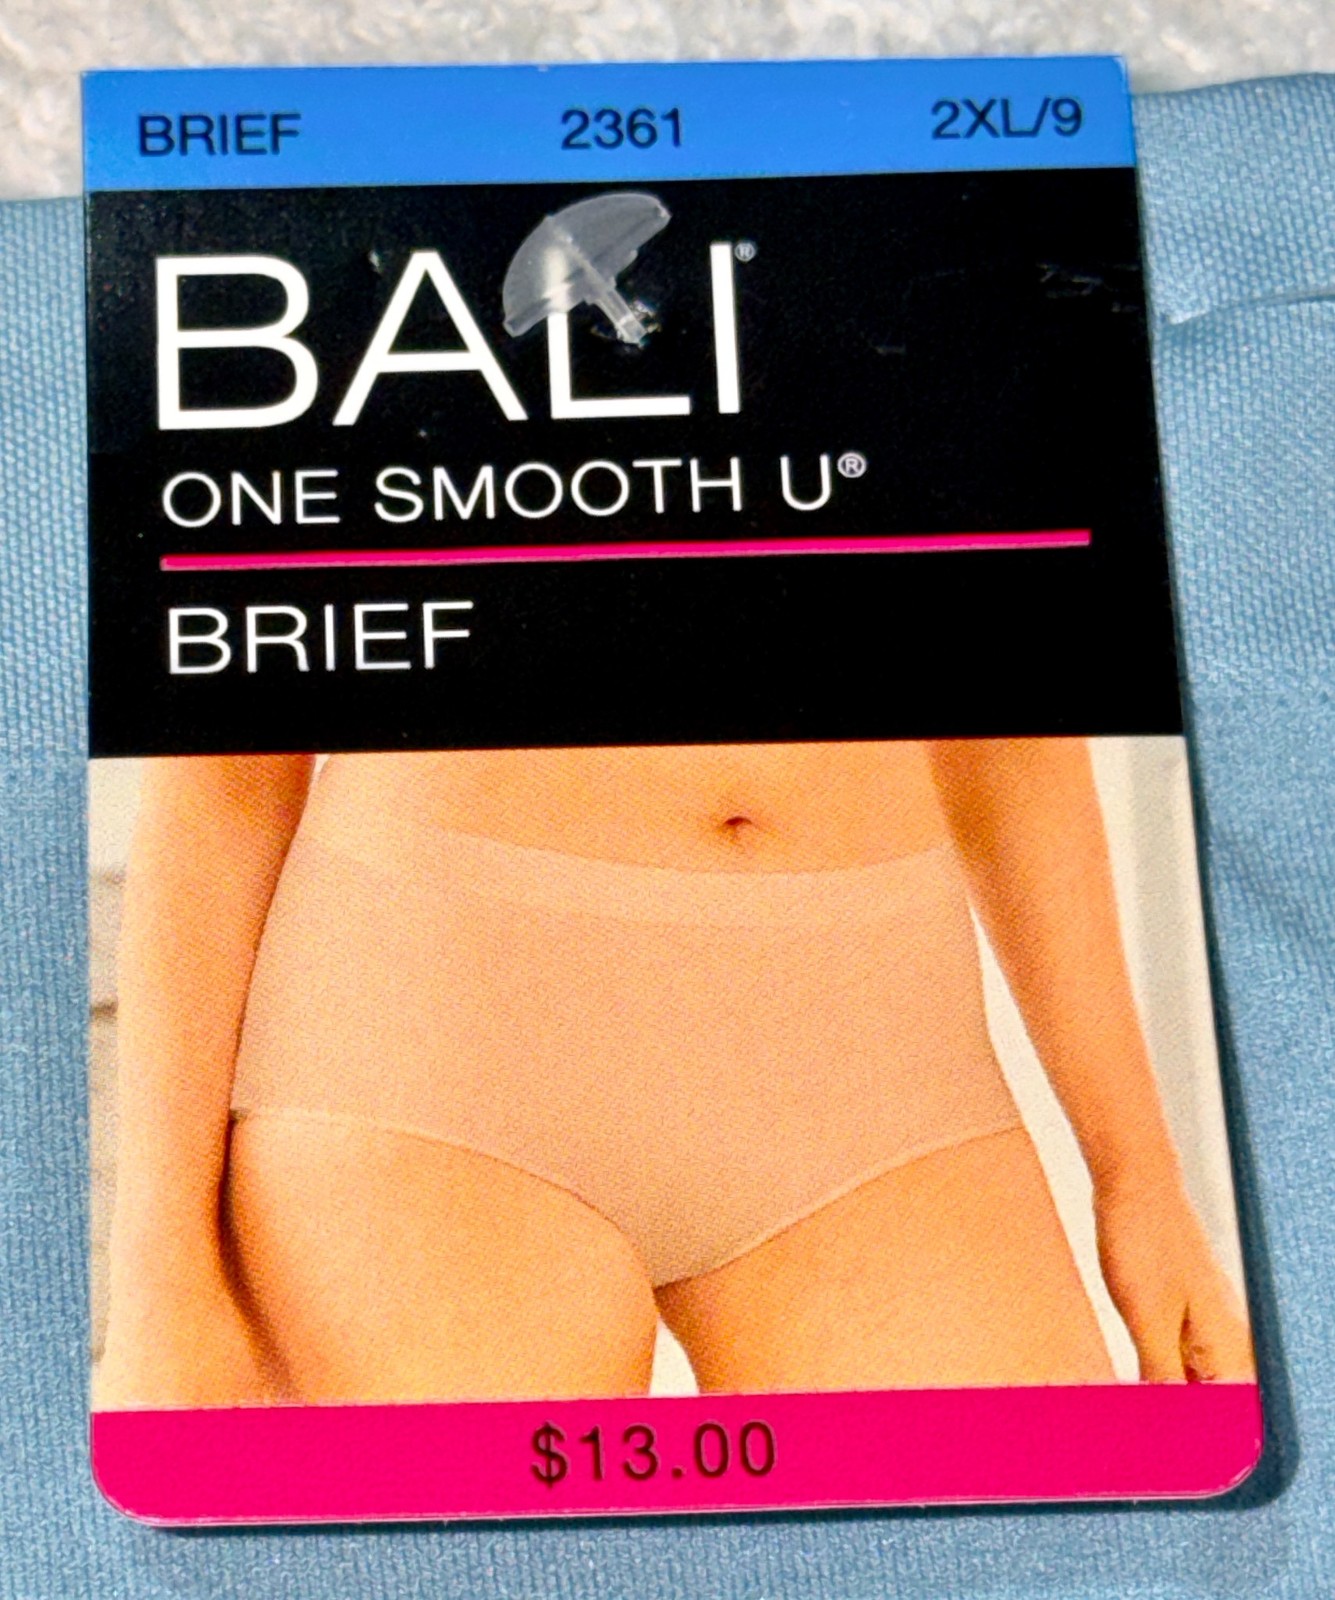 BRIEF 2361 2XL/9
BALI®
ONE SMOOTH U®
BRIEF
$13.00